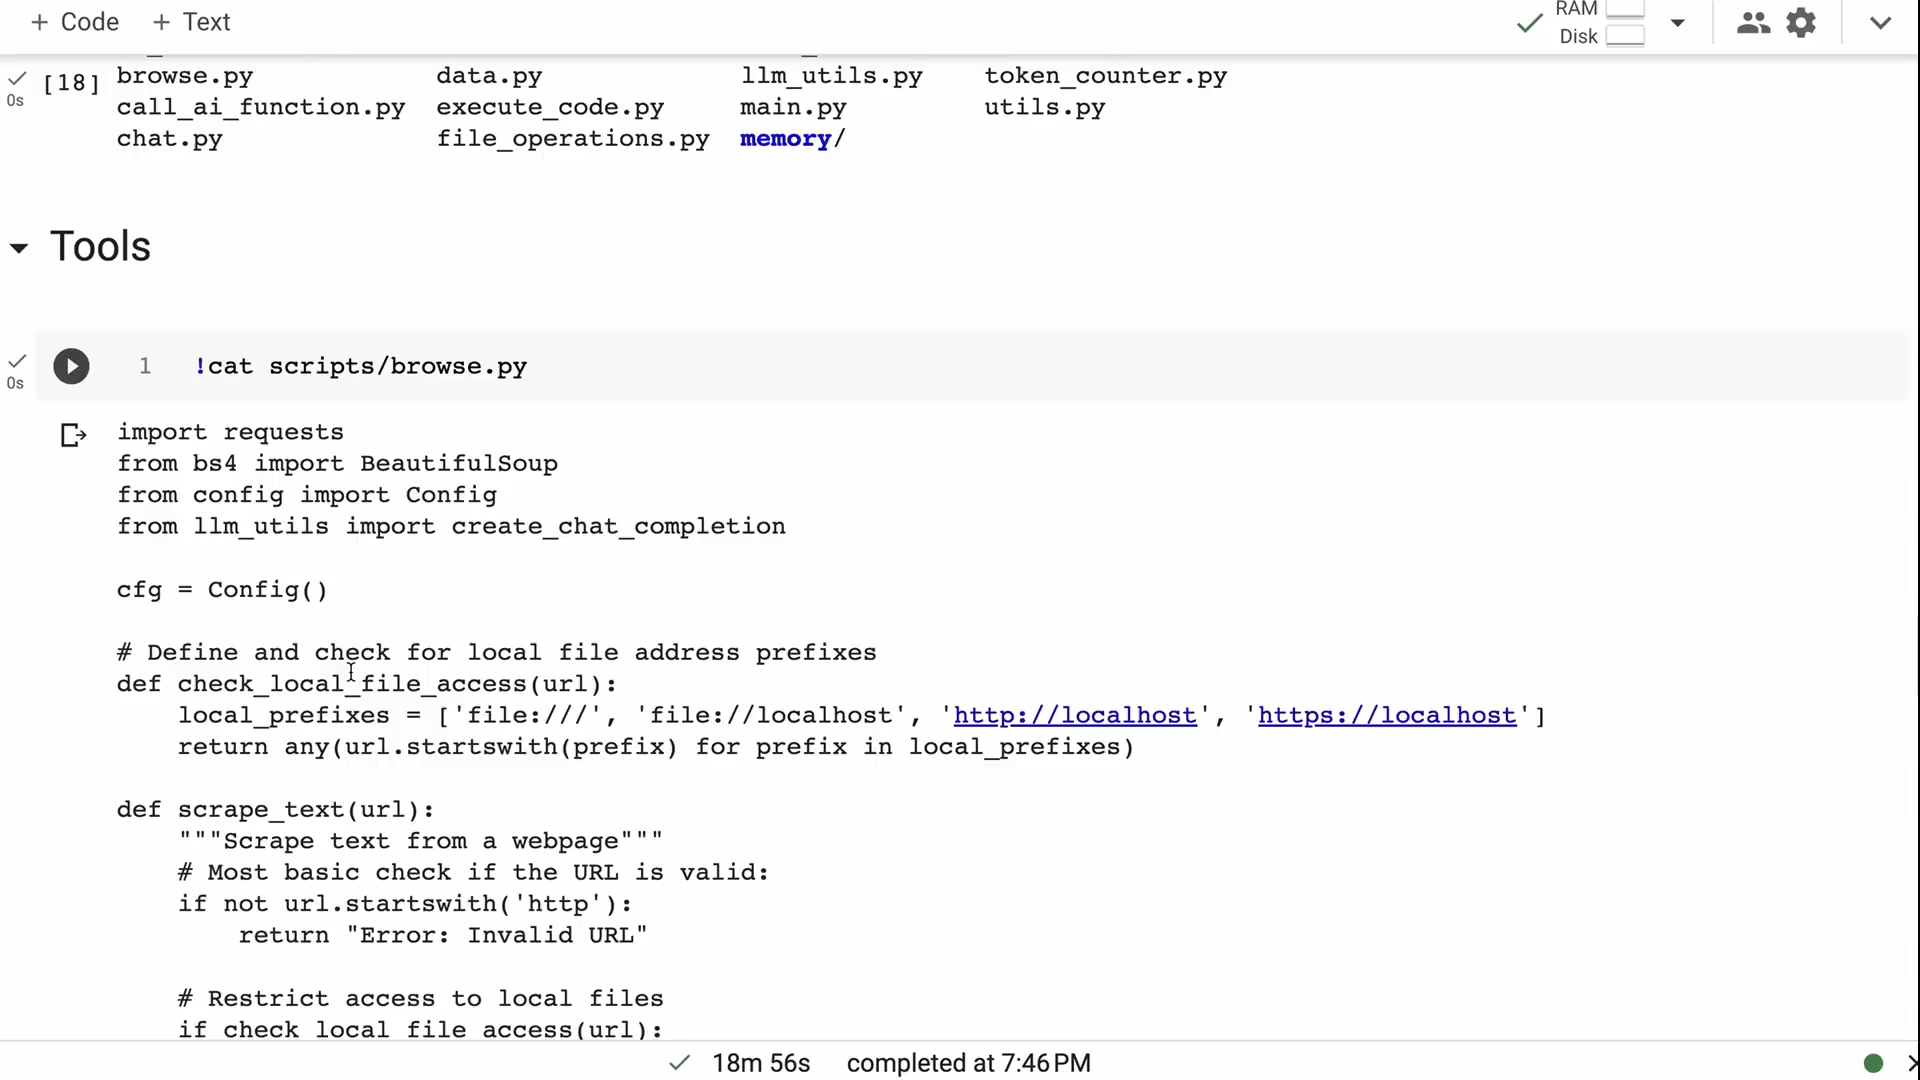 + Code + Text
RAM
Disk
[18] browse.py data.py llm_utils.py token_counter.py
0s
call_ai_function.py execute_code.py main.py utils.py
chat.py file_operations.py memory/
Tools
1 !cat scripts/browse.py
0s
import requests
from bs4 import BeautifulSoup
from config import Config
from llm_utils import create_chat_completion
cfg = Config()
# Define and check for local file address prefixes
def check_local_file_access(url):
    local_prefixes = ['file:///', 'file://localhost', 'http://localhost', 'https://localhost']
    return any(url.startswith(prefix) for prefix in local_prefixes)
def scrape_text(url):
    """Scrape text from a webpage"""
    # Most basic check if the URL is valid:
    if not url.startswith('http'):
        return "Error: Invalid URL"
    # Restrict access to local files
    if check_local_file_access(url):
18m 56s completed at 7:46 PM